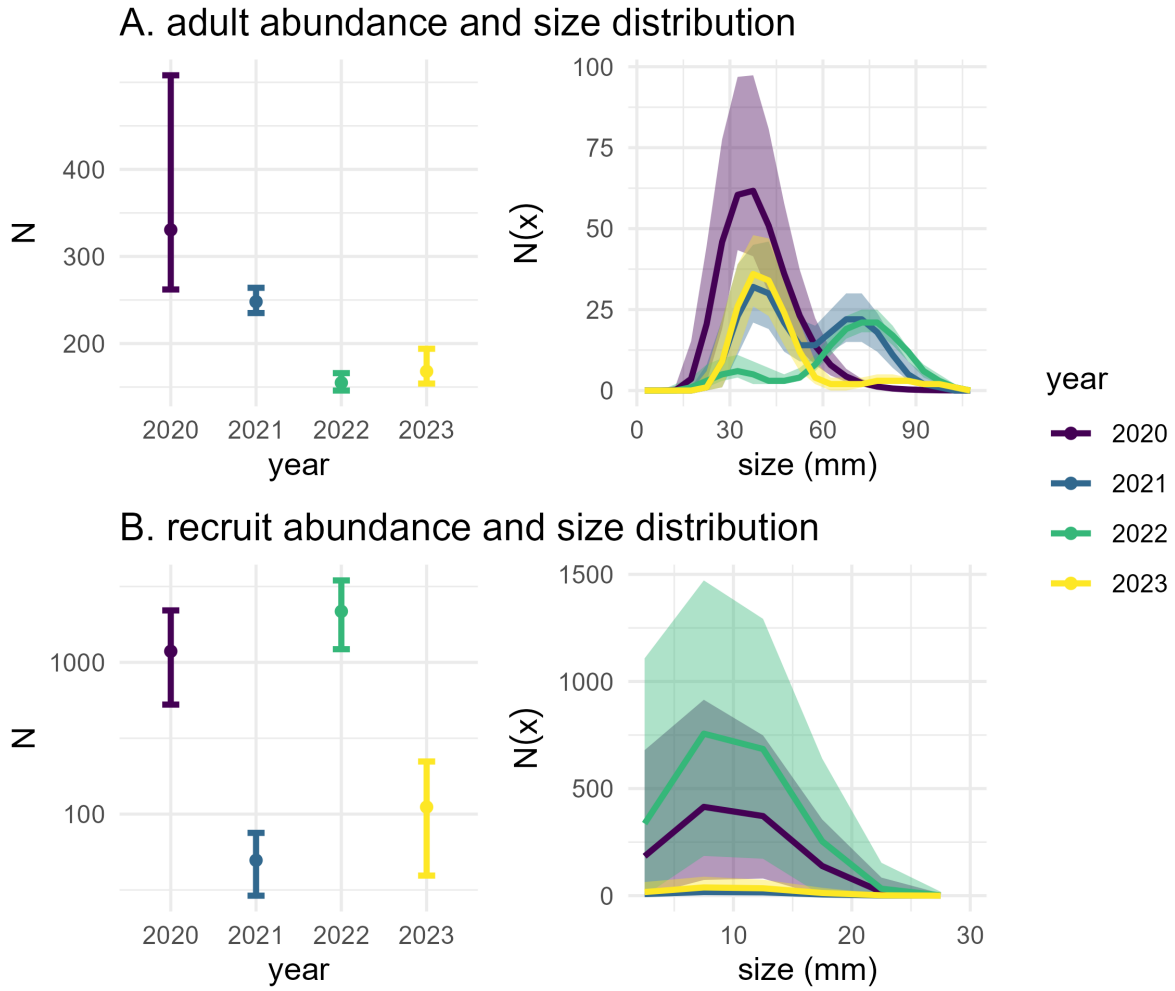 A. adult abundance and size distribution
N
400
300
200
2020 2021 2022 2023
year
N(x)
100
75
50
25
0
0 30 60 90
size (mm)
B. recruit abundance and size distribution
N
1000
100
2020 2021 2022 2023
year
N(x)
1500
1000
500
0
10 20 30
size (mm)
year
2020
2021
2022
2023